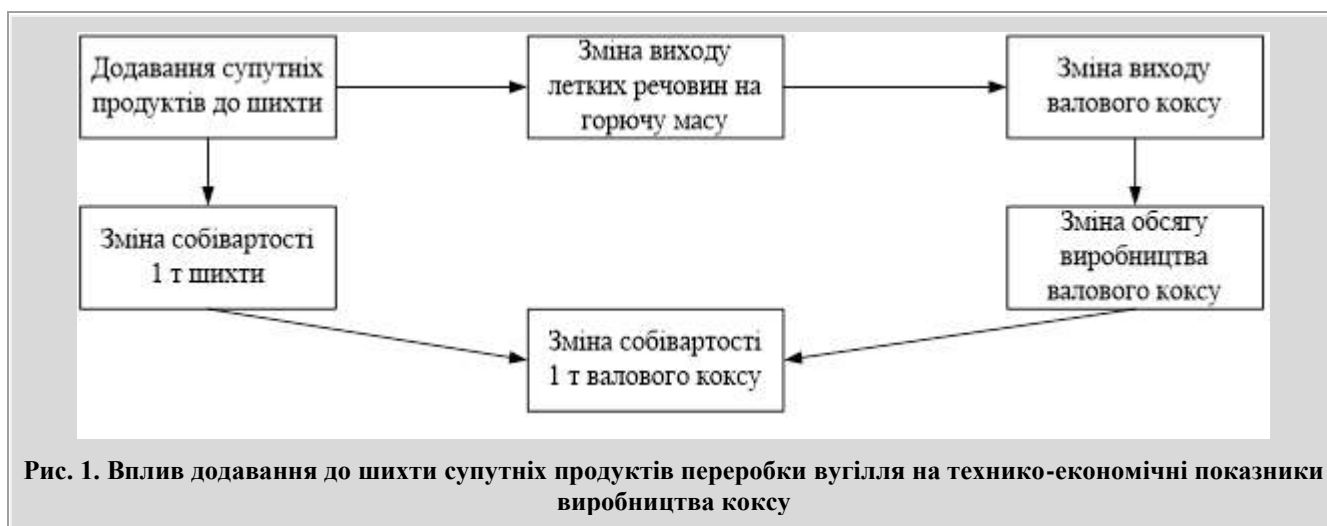 Додавання супутніх
продуктів до шихти
Зміна виходу
летких речовин на
горючу масу
Зміна виходу
валового коксу
Зміна собівартості
1 т шихти
Зміна обсягу
виробництва
валового коксу
Зміна собівартості
1 т валового коксу
Рис. 1. Вплив додавання до шихти супутніх продуктів переробки вугілля на технико-економічні показники
виробництва коксу